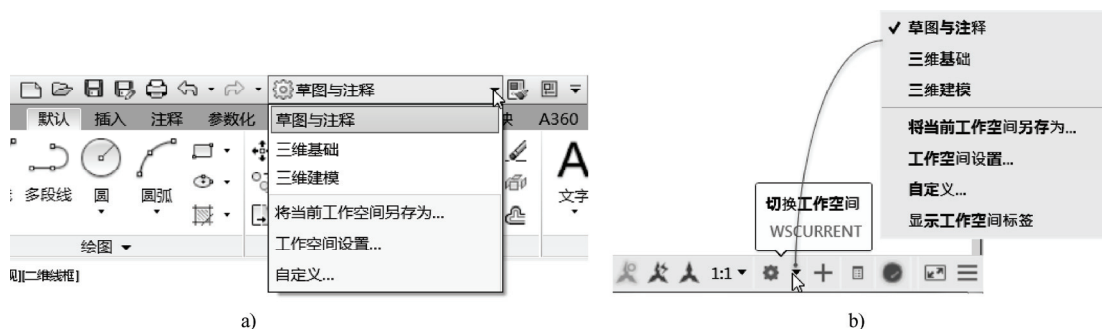 草图与注释
默认 插入 注释 参数化 A360
草图与注释
三维基础
三维建模
将当前工作空间另存为...
工作空间设置...
自定义...
多段线 圆 圆弧 文字
绘图
[二维线框]
a)
✓ 草图与注释
三维基础
三维建模
将当前工作空间另存为...
工作空间设置...
自定义...
显示工作空间标签
切换工作空间
WSCURRENT
1:1
b)